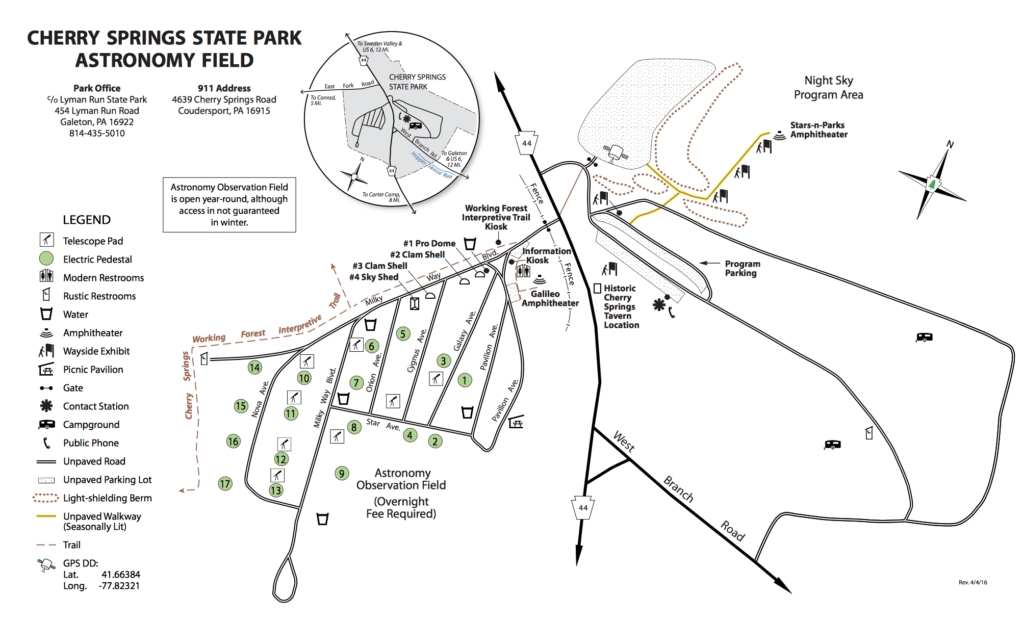 CHERRY SPRINGS STATE PARK
ASTRONOMY FIELD
Park Office
c/o Lyman Run State Park
454 Lyman Run Road
Galeton, PA 16922
814-435-5010
911 Address
4639 Cherry Springs Road
Coudersport, PA 16915
Astronomy Observation Field
is open year-round, although
access in not guaranteed
in winter.
To Sweden Valley &
US 6, 12 Mi.
44
East Fork Road
To Conrad,
5 Mi.
CHERRY SPRINGS
STATE PARK
West Branch Rd.
To Galeton
& US 6,
12 Mi.
N
44
To Carter Camp,
8 Mi.
LEGEND
Telescope Pad
Electric Pedestal
Modern Restrooms
Rustic Restrooms
Water
Amphitheater
Wayside Exhibit
Picnic Pavilion
Gate
Contact Station
Campground
Public Phone
Unpaved Road
Unpaved Parking Lot
Light-shielding Berm
Unpaved Walkway
(Seasonally Lit)
Trail
GPS DD:
Lat. 41.66384
Long. -77.82321
Night Sky
Program Area
Stars-n-Parks
Amphitheater
N
44
Fence
Working Forest
Interpretive Trail
Kiosk
#1 Pro Dome
#2 Clam Shell
#3 Clam Shell
#4 Sky Shed
Information
Kiosk
Fence
Galileo
Amphitheater
Historic
Cherry
Springs
Tavern
Location
Program
Parking
Milky Way Blvd.
Working Forest Interpretive Trail
Cherry Springs
Nova Ave.
Milky Way Blvd.
Orion Ave.
Cygnus Ave.
Galaxy Ave.
Pavilion Ave.
Pavilion Ave.
Star Ave.
5
6
3
14
10
7
1
15
11
8
4
2
16
12
9
17
13
Astronomy
Observation Field
(Overnight
Fee Required)
West Branch Road
44
Rev. 4/4/16